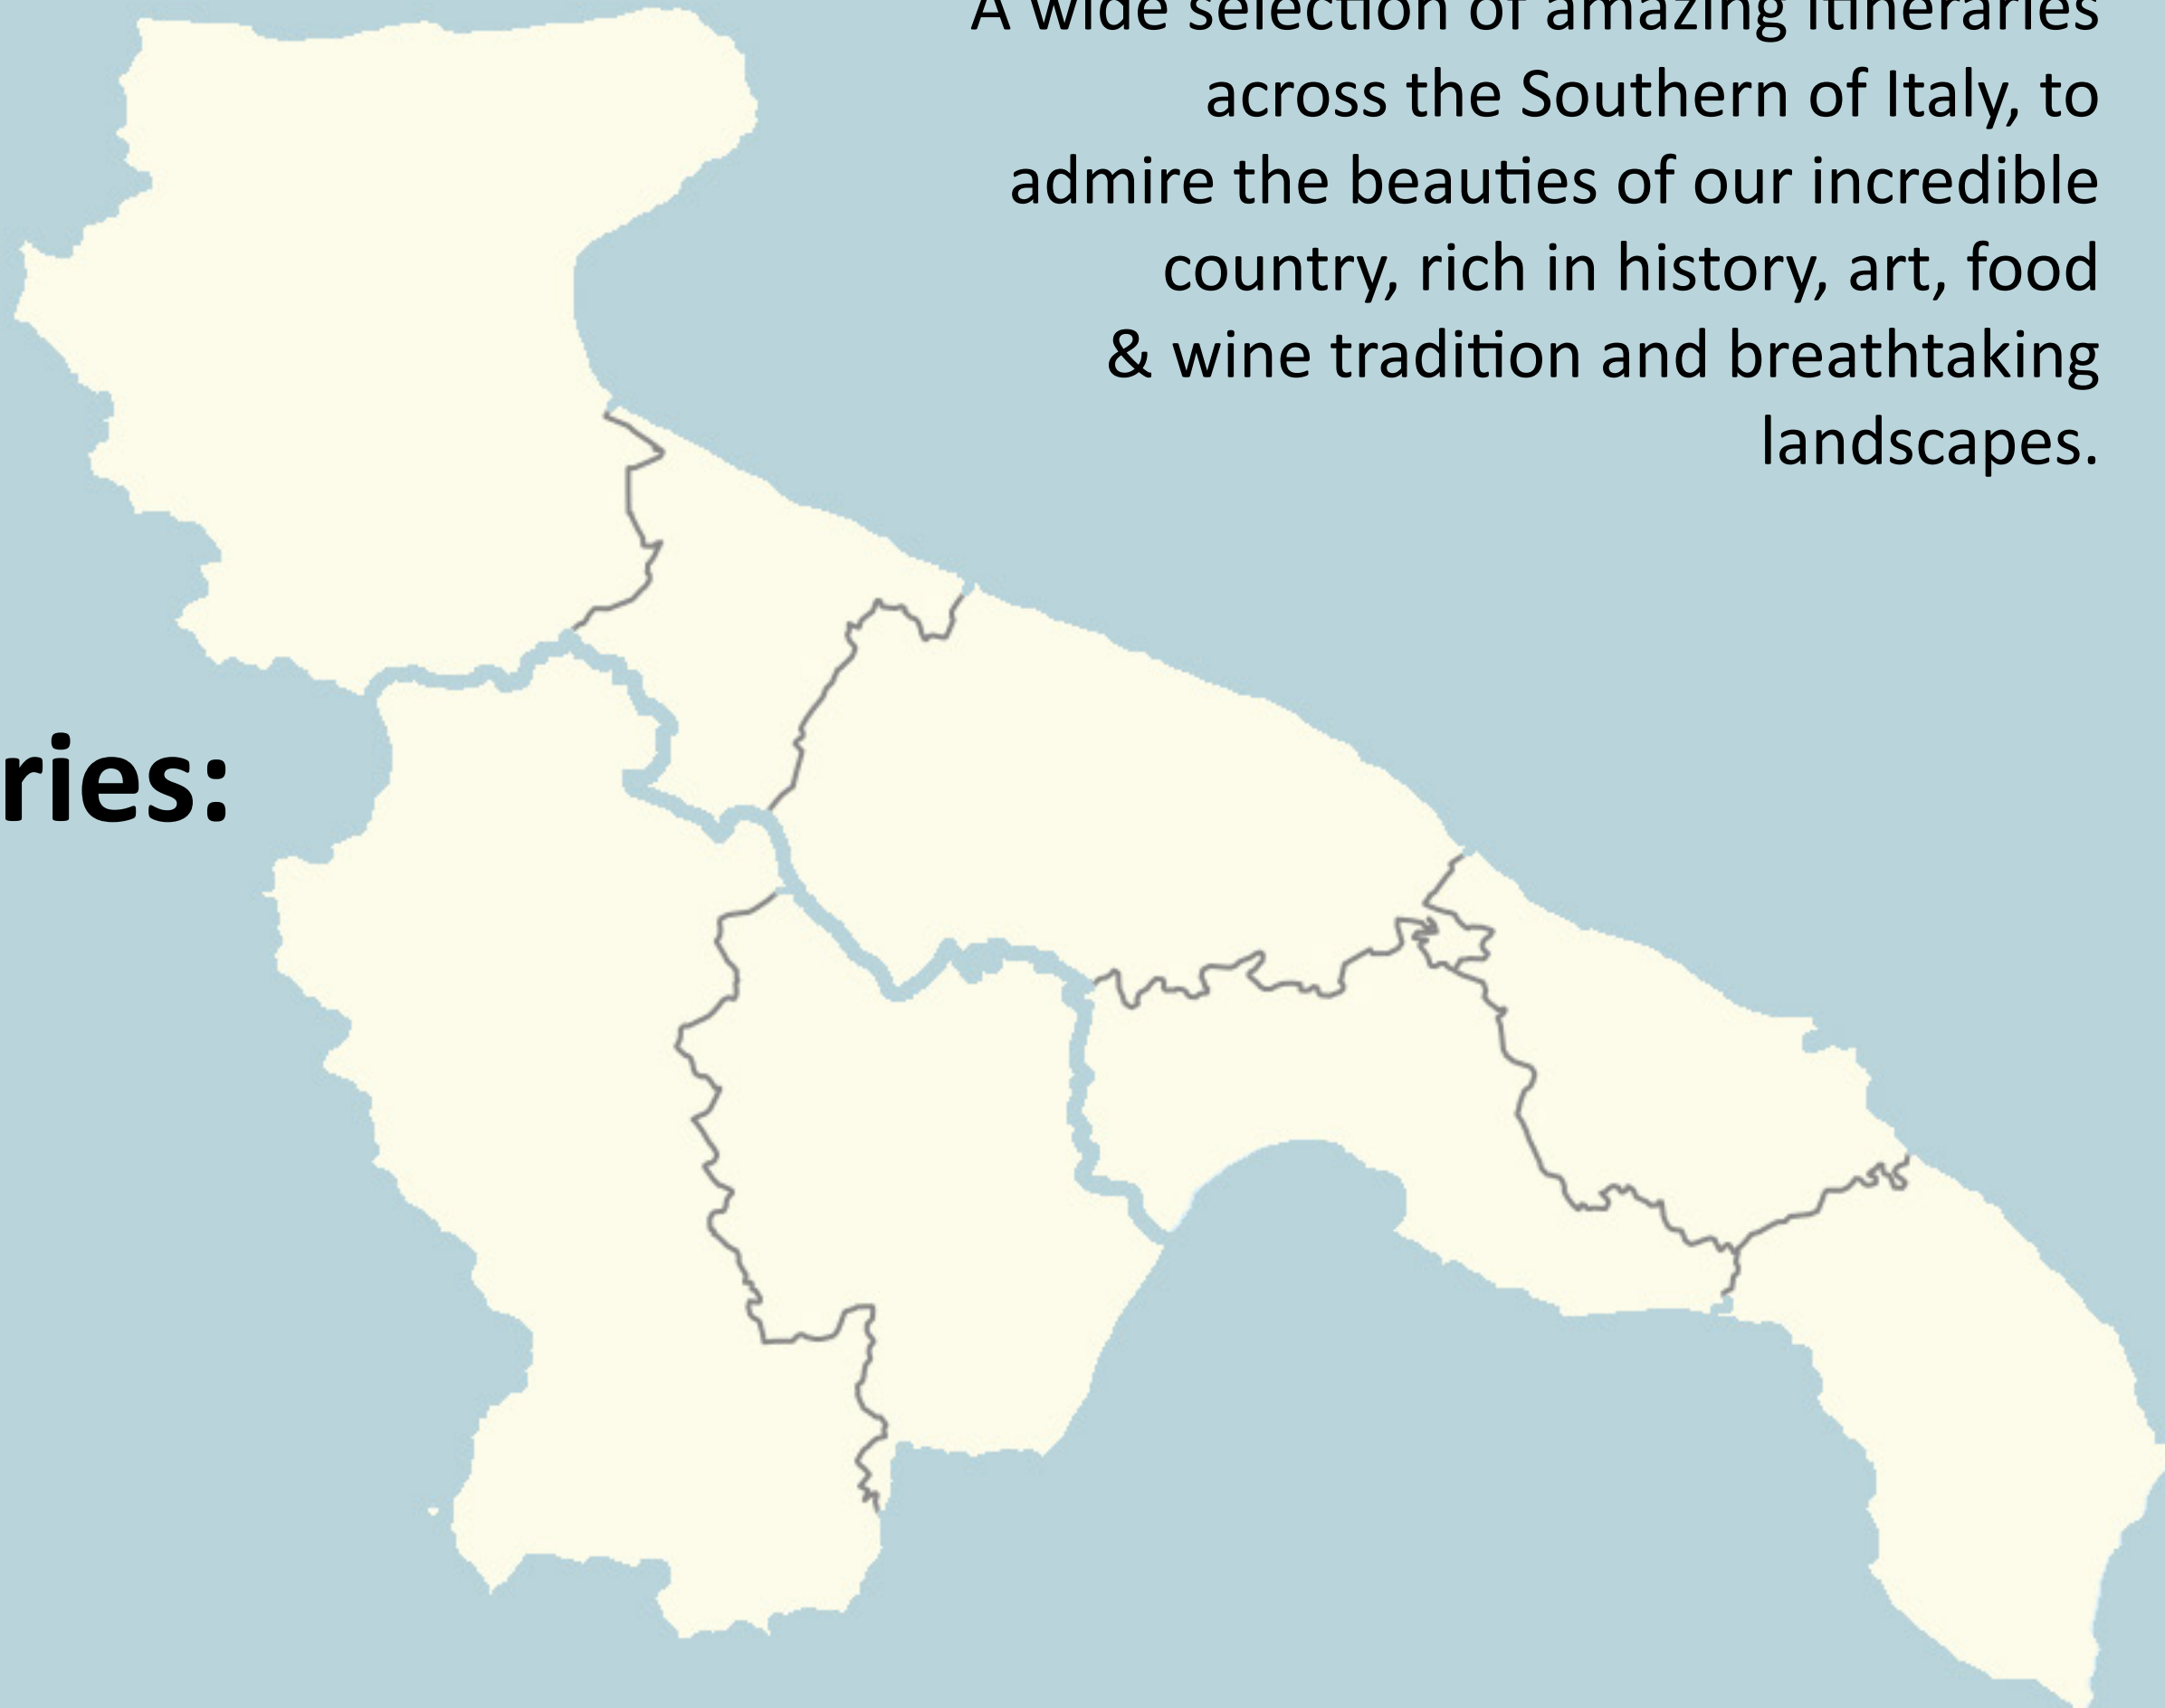 A wide selection of amazing itineraries
across the Southern of Italy, to
admire the beauties of our incredible
country, rich in history, art, food
& wine tradition and breathtaking
landscapes.
ries: